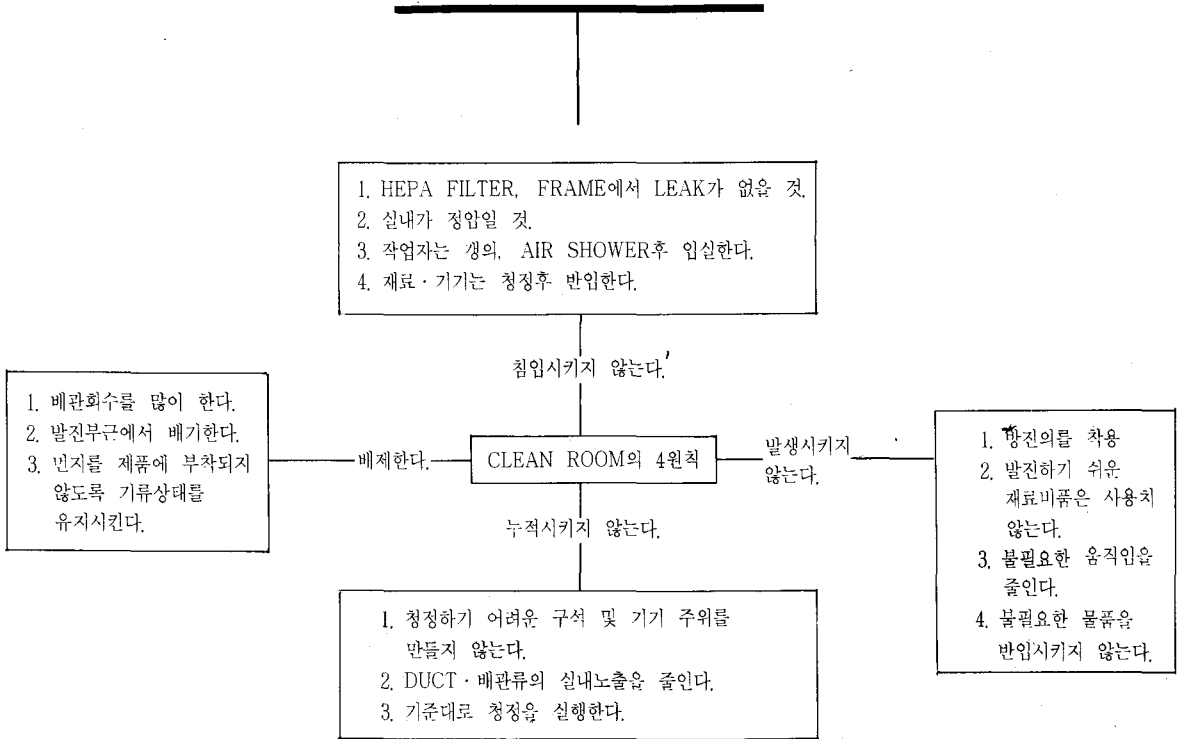 1. HEPA FILTER, FRAME에서 LEAK가 없을 것.
2. 실내가 정압일 것.
3. 작업자는 갱의, AIR SHOWER후 입실한다.
4. 재료·기기는 청정후 반입한다.
침입시키지 않는다.
1. 배관회수를 많이 한다.
2. 발진부근에서 배기한다.
3. 먼지를 제품에 부착되지
않도록 기류상태를
유지시킨다.
배제한다.
CLEAN ROOM의 4원칙
발생시키지
않는다.
1. 방진의를 착용
2. 발진하기 쉬운
재료비품은 사용치
않는다.
3. 불필요한 움직임을
줄인다.
4. 불필요한 물품을
반입시키지 않는다.
누적시키지 않는다.
1. 청정하기 어려운 구석 및 기기 주위를
만들지 않는다.
2. DUCT·배관류의 실내노출을 줄인다.
3. 기준대로 청정을 실행한다.